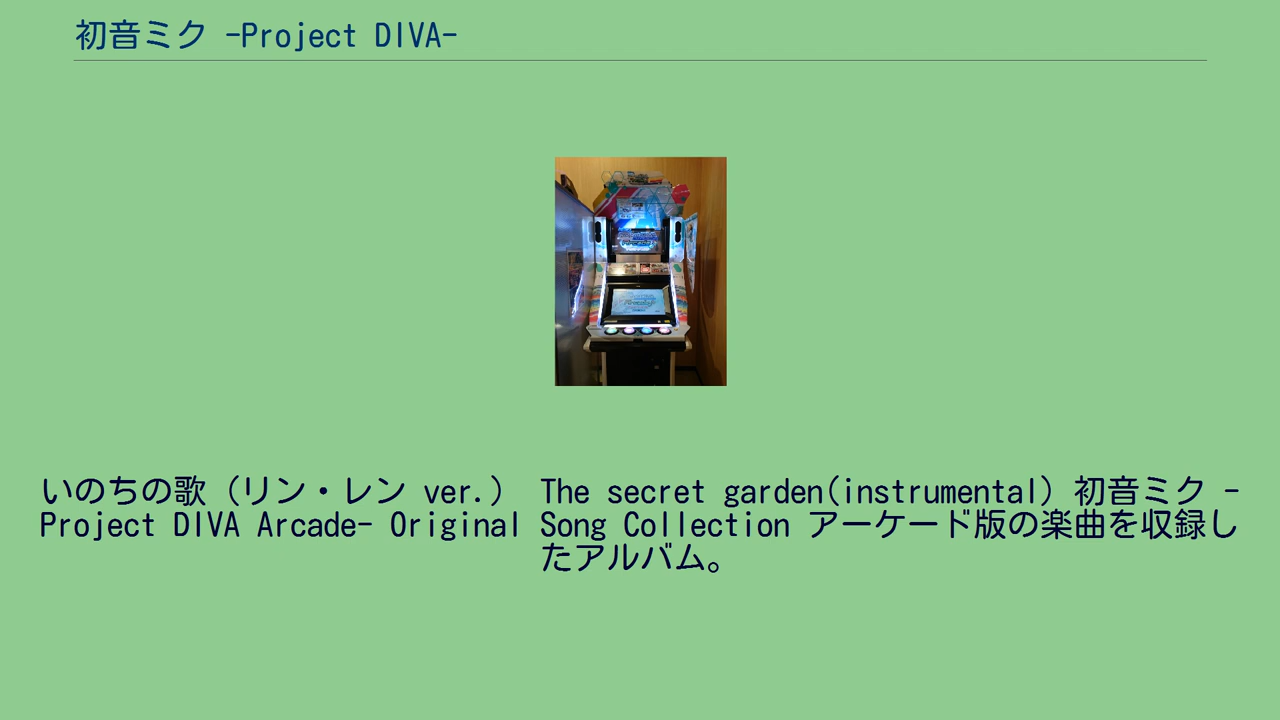 初音ミク -Project DIVA-
いのちの歌（リン・レン ver.） The secret garden(instrumental) 初音ミク -
Project DIVA Arcade- Original Song Collection アーケード版の楽曲を収録し
たアルバム。